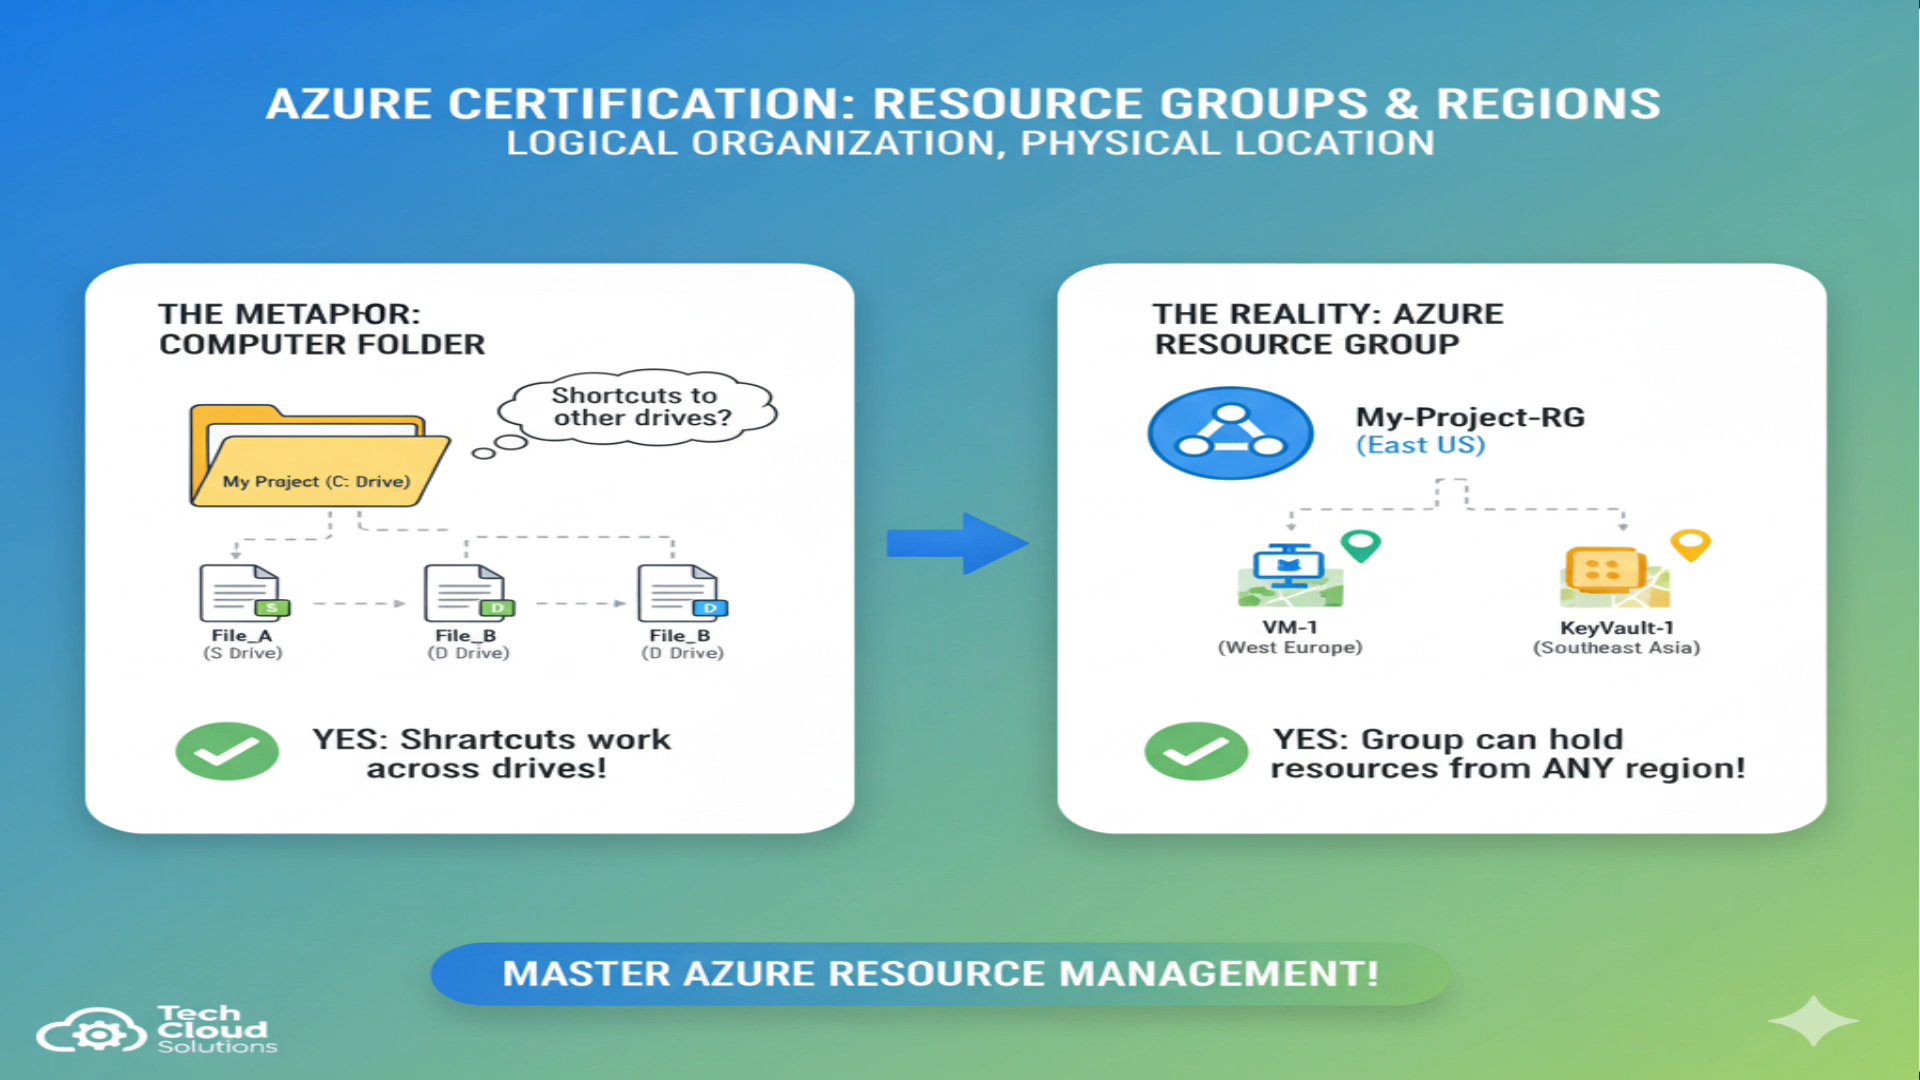 AZURE CERTIFICATION: RESOURCE GROUPS & REGIONS
LOGICAL ORGANIZATION, PHYSICAL LOCATION
THE METAPHOR:
COMPUTER FOLDER
Shortcuts to
other drives?
My Project (C: Drive)
S
D
D
File_A
(S Drive)
File_B
(D Drive)
File_B
(D Drive)
YES: Shrartcuts work
across drives!
THE REALITY: AZURE
RESOURCE GROUP
My-Project-RG
(East US)
VM-1
(West Europe)
KeyVault-1
(Southeast Asia)
YES: Group can hold
resources from ANY region!
MASTER AZURE RESOURCE MANAGEMENT!
Tech
Cloud
Solutions